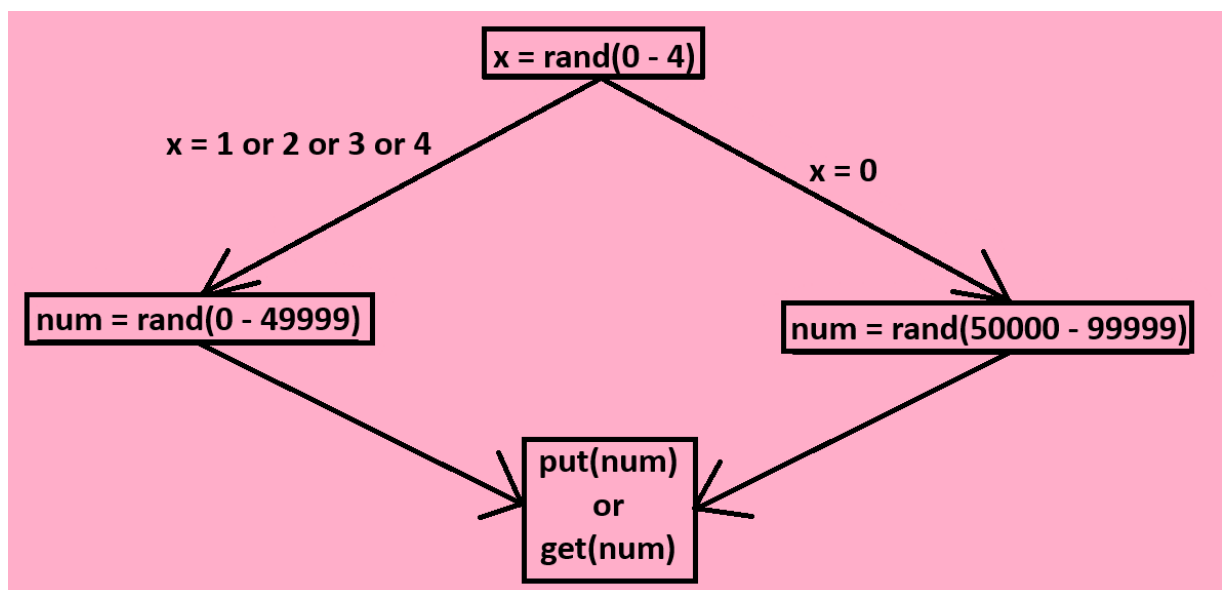 x = rand(0 - 4)
x = 1 or 2 or 3 or 4
x = 0
num = rand(0 - 49999)
num = rand(50000 - 99999)
put(num)
or
get(num)